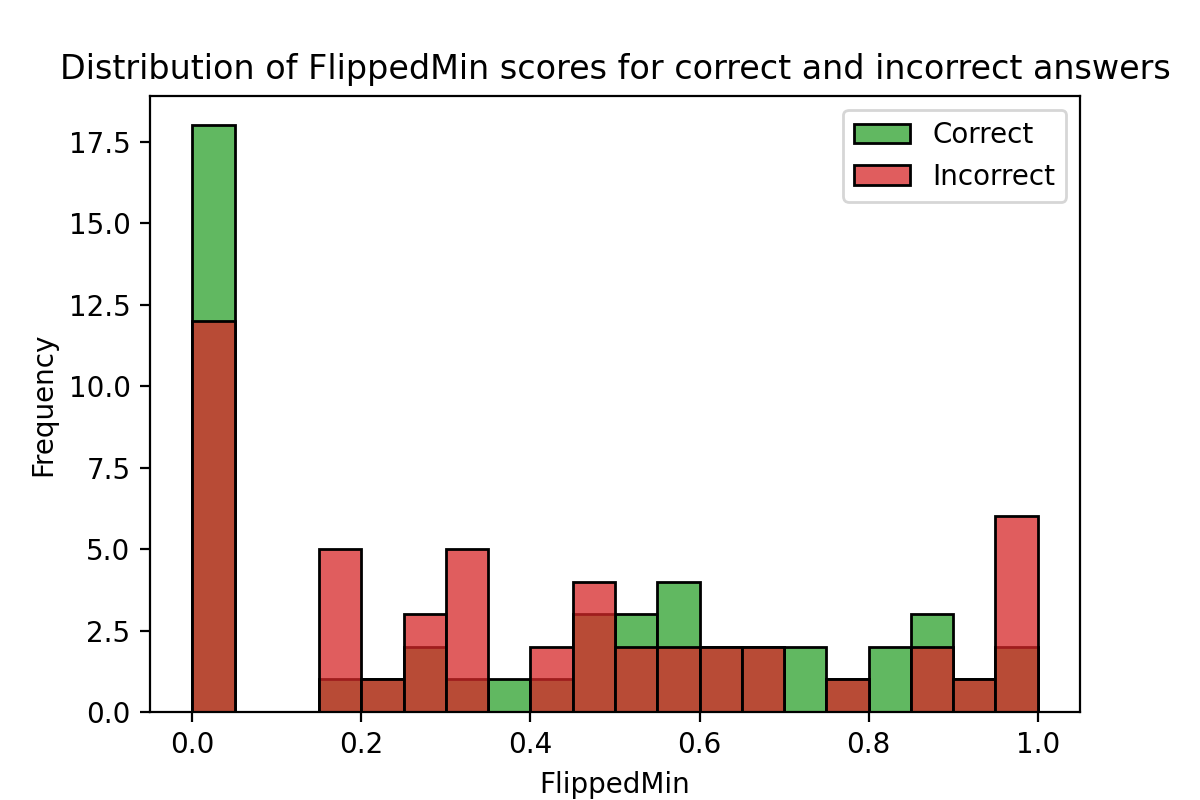 Distribution of FlippedMin scores for correct and incorrect answers
Correct
Incorrect
17.5
15.0
12.5
10.0
7.5
5.0
2.5
0.0
Frequency
0.0 0.2 0.4 0.6 0.8 1.0
FlippedMin